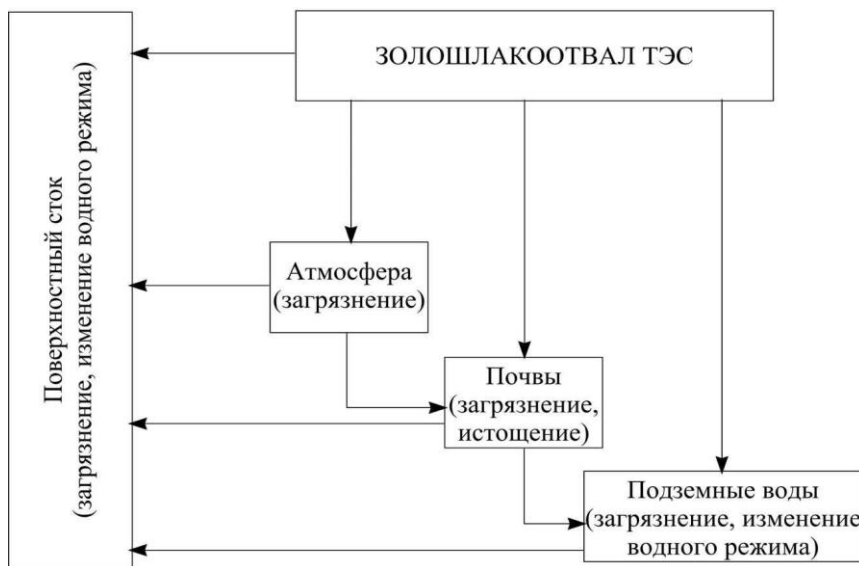 ЗОЛОШЛАКООТВАЛ ТЭС
Поверхностный сток
(загрязнение, изменение водного режима)
Атмосфера
(загрязнение)
Почвы
(загрязнение,
истощение)
Подземные воды
(загрязнение, изменение
водного режима)